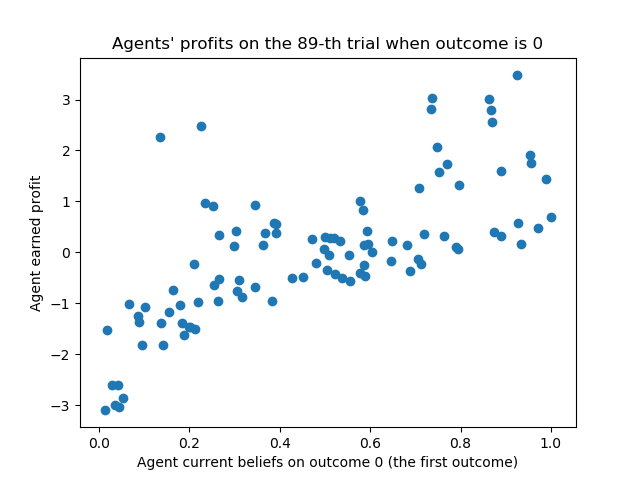 Agents' profits on the 89-th trial when outcome is 0
Agent earned profit
3
2
1
0
−1
−2
−3
0.0 0.2 0.4 0.6 0.8 1.0
Agent current beliefs on outcome 0 (the first outcome)